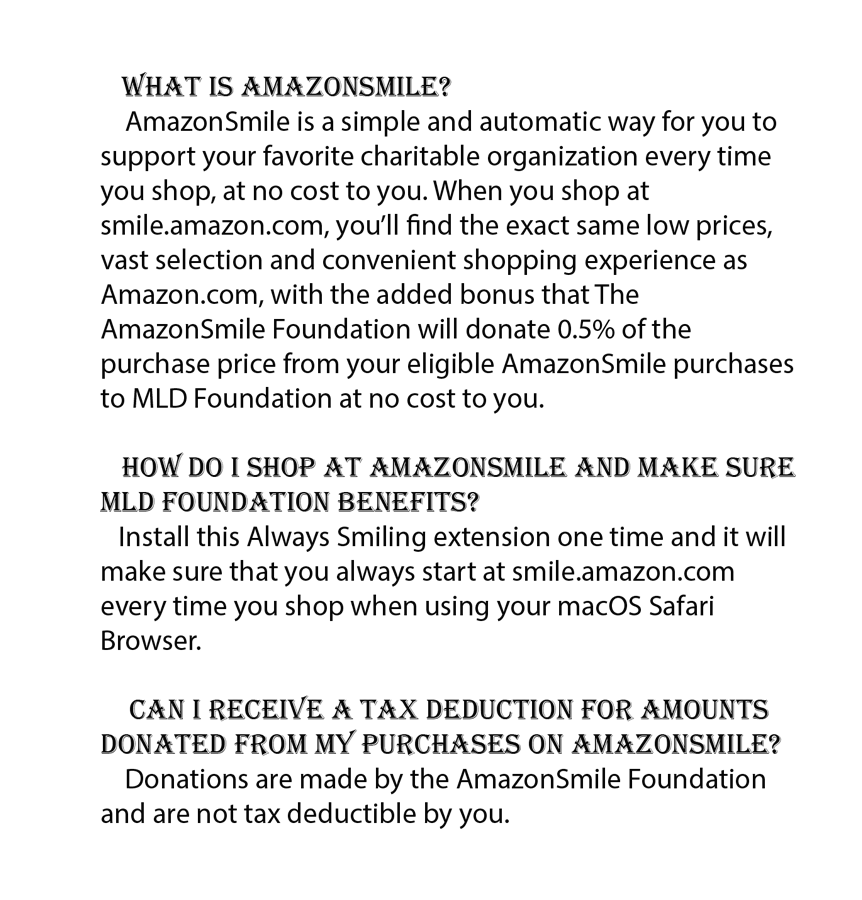 WHAT IS AMAZONSMILE?
AmazonSmile is a simple and automatic way for you to
support your favorite charitable organization every time
you shop, at no cost to you. When you shop at
smile.amazon.com, you’ll find the exact same low prices,
vast selection and convenient shopping experience as
Amazon.com, with the added bonus that The
AmazonSmile Foundation will donate 0.5% of the
purchase price from your eligible AmazonSmile purchases
to MLD Foundation at no cost to you.
HOW DO I SHOP AT AMAZONSMILE AND MAKE SURE
MLD FOUNDATION BENEFITS?
Install this Always Smiling extension one time and it will
make sure that you always start at smile.amazon.com
every time you shop when using your macOS Safari
Browser.
CAN I RECEIVE A TAX DEDUCTION FOR AMOUNTS
DONATED FROM MY PURCHASES ON AMAZONSMILE?
Donations are made by the AmazonSmile Foundation
and are not tax deductible by you.